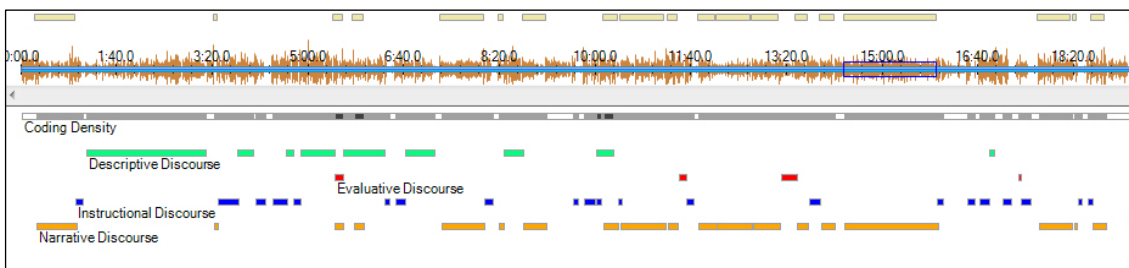 0:00.0 1:40.0 3:20.0 5:00.0 6:40.0 8:20.0 10:00.0 11:40.0 13:20.0 15:00.0 16:40.0 18:20.0
Coding Density
Descriptive Discourse
Evaluative Discourse
Instructional Discourse
Narrative Discourse